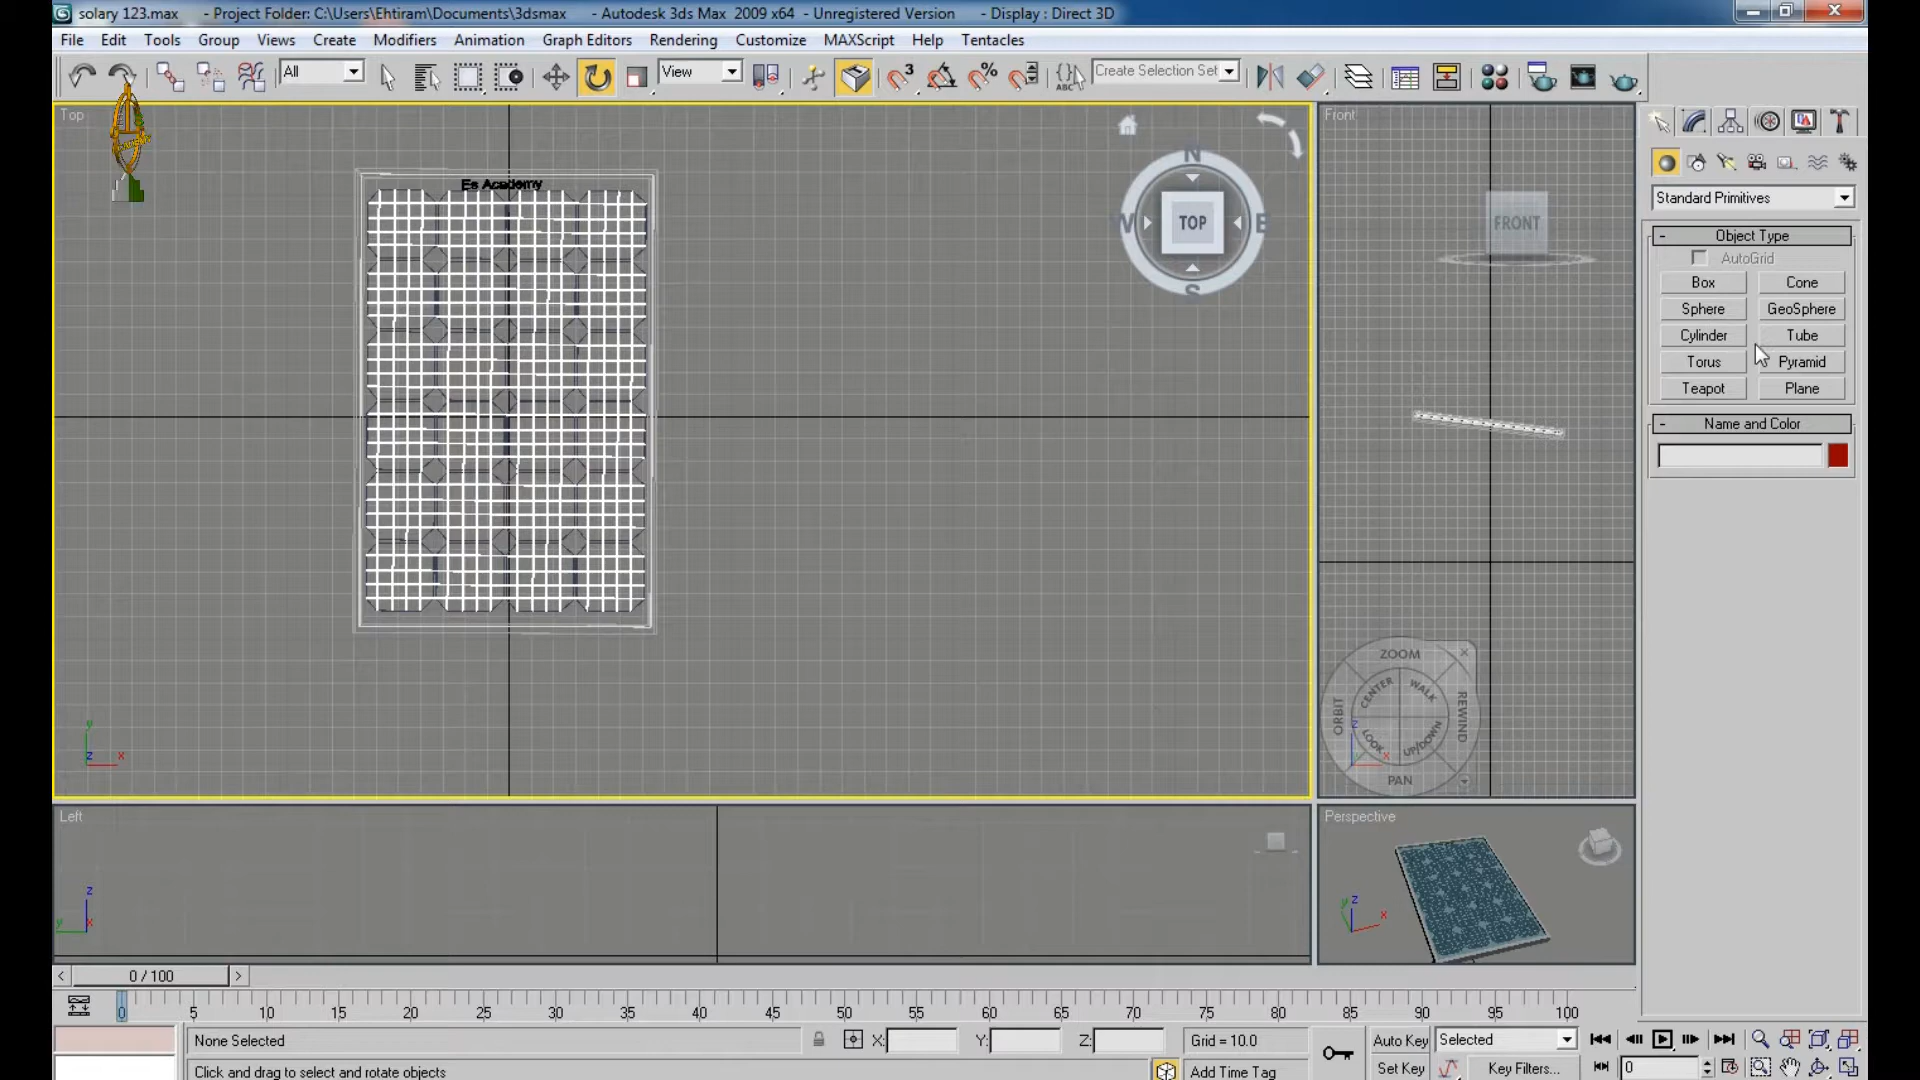 solary 123.max - Project Folder: C:\Users\Ehtiram\Documents\3dsmax - Autodesk 3ds Max 2009 x64 - Unregistered Version - Display : Direct 3D
File Edit Tools Group Views Create Modifiers Animation Graph Editors Rendering Customize MAXScript Help Tentacles
All View Create Selection Set
Top
Es Academy
N
W TOP E
S
Front
FRONT
ZOOM
CENTER WALK
ORBIT REWIND
LOOK UP/DOWN
PAN
Standard Primitives
- Object Type
AutoGrid
Box Cone
Sphere GeoSphere
Cylinder Tube
Torus Pyramid
Teapot Plane
- Name and Color
y
z x
Left
z
y x
Perspective
z
y x
< 0 / 100 >
0 5 10 15 20 25 30 35 40 45 50 55 60 65 70 75 80 85 90 95 100
None Selected X: Y: Z: Grid = 10.0 Auto Key Selected
Click and drag to select and rotate objects Add Time Tag Set Key Key Filters... 0